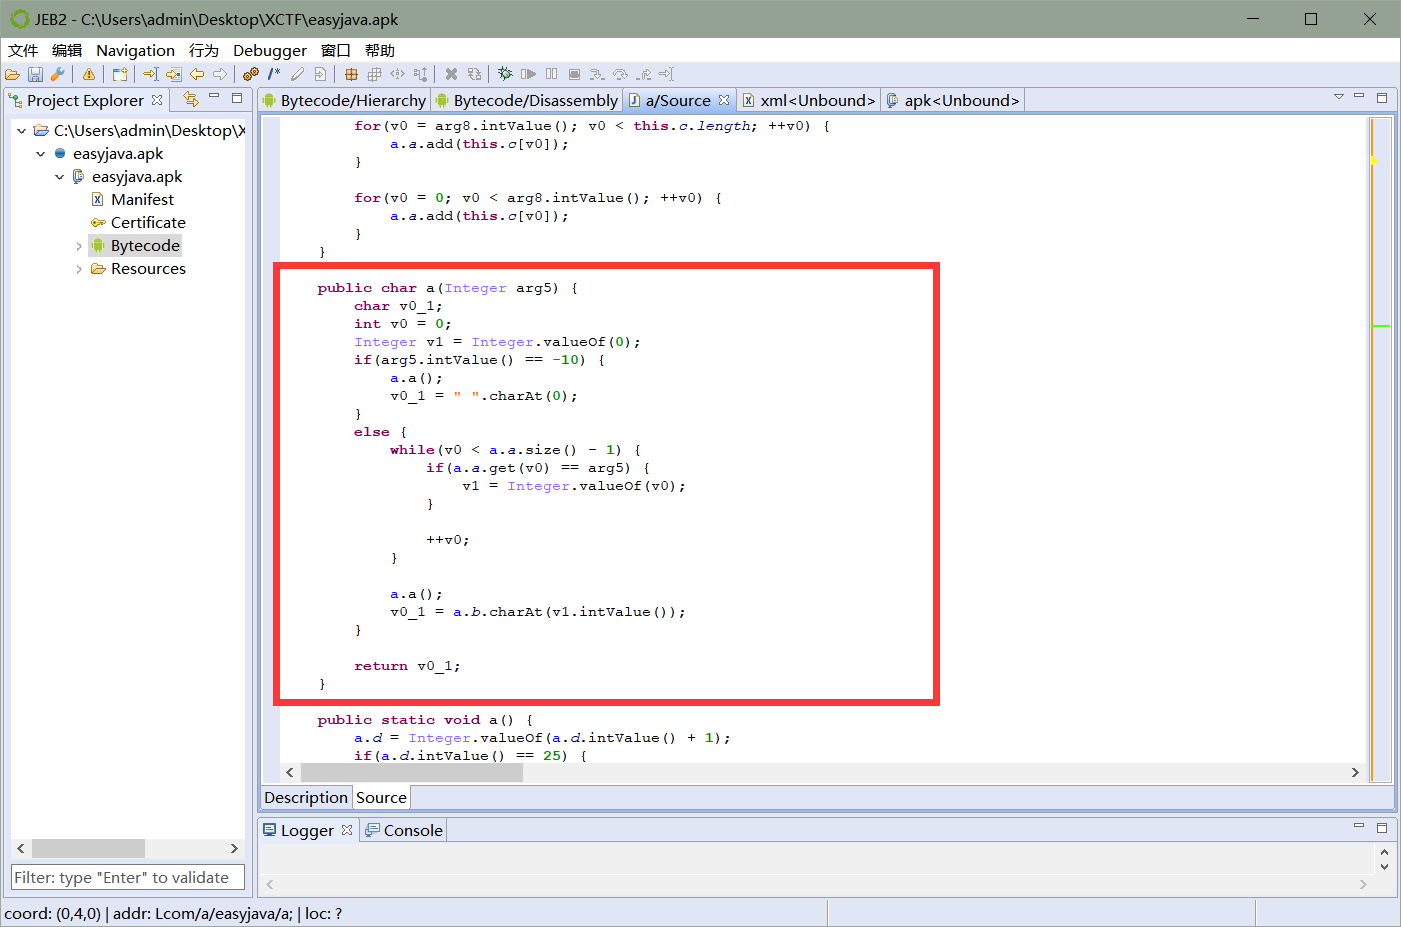 JEB2 - C:\Users\admin\Desktop\XCTF\easyjava.apk
文件 编辑 Navigation 行为 Debugger 窗口 帮助
Project Explorer
Bytecode/Hierarchy Bytecode/Disassembly a/Source xml<Unbound> apk<Unbound>
C:\Users\admin\Desktop\X
easyjava.apk
easyjava.apk
Manifest
Certificate
Bytecode
Resources
for(v0 = arg8.intValue(); v0 < this.c.length; ++v0) {
a.a.add(this.c[v0]);
}
for(v0 = 0; v0 < arg8.intValue(); ++v0) {
a.a.add(this.c[v0]);
}
}
public char a(Integer arg5) {
char v0_1;
int v0 = 0;
Integer v1 = Integer.valueOf(0);
if(arg5.intValue() == -10) {
a.a();
v0_1 = " ".charAt(0);
}
else {
while(v0 < a.a.size() - 1) {
if(a.a.get(v0) == arg5) {
v1 = Integer.valueOf(v0);
}
++v0;
}
a.a();
v0_1 = a.b.charAt(v1.intValue());
}
return v0_1;
}
public static void a() {
a.d = Integer.valueOf(a.d.intValue() + 1);
if(a.d.intValue() == 25) {
Description Source
Logger Console
Filter: type "Enter" to validate
coord: (0,4,0) | addr: Lcom/a/easyjava/a; | loc: ?